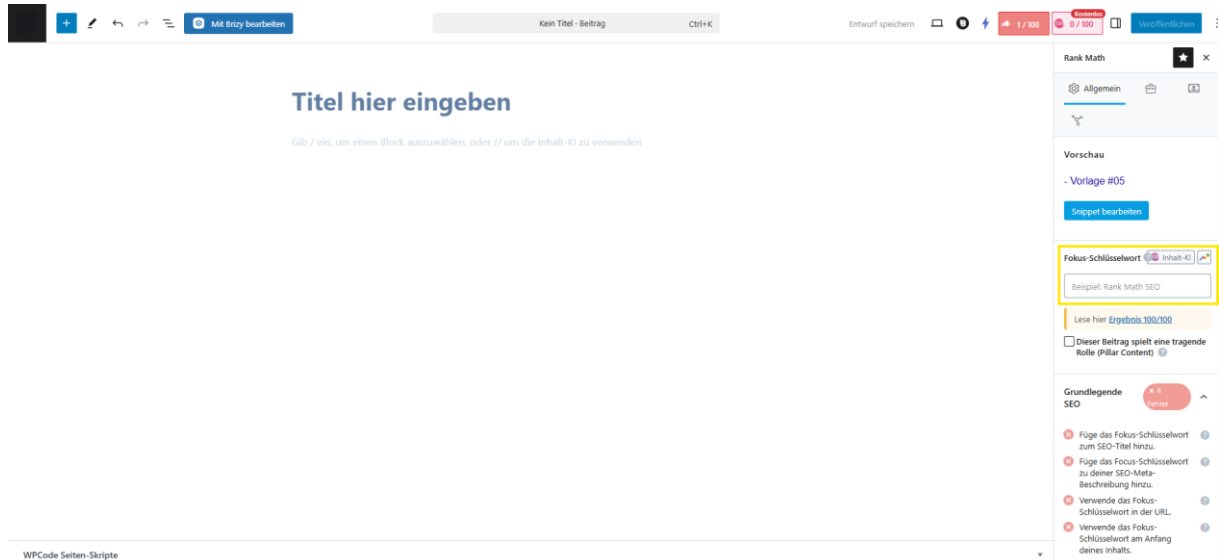 Mit Brizy bearbeiten
Kein Titel · Beitrag
Ctrl+K
Entwurf speichern
1 / 100
Kostenlos
0 / 100
Veröffentlichen
Rank Math
Allgemein
Titel hier eingeben
Gib / ein, um einen Block auszuwählen, oder // um die Inhalt-KI zu verwenden
Vorschau
- Vorlage #05
Snippet bearbeiten
Fokus-Schlüsselwort
Inhalt-KI
Beispiel: Rank Math SEO
Lese hier Ergebnis 100/100
Dieser Beitrag spielt eine tragende
Rolle (Pillar Content)
Grundlegende
SEO
× 6
Fehler
Füge das Fokus-Schlüsselwort
zum SEO-Titel hinzu.
Füge das Focus-Schlüsselwort
zu deiner SEO-Meta-
Beschreibung hinzu.
Verwende das Fokus-
Schlüsselwort in der URL.
Verwende das Fokus-
Schlüsselwort am Anfang
deines Inhalts.
WPCode Seiten-Skripte